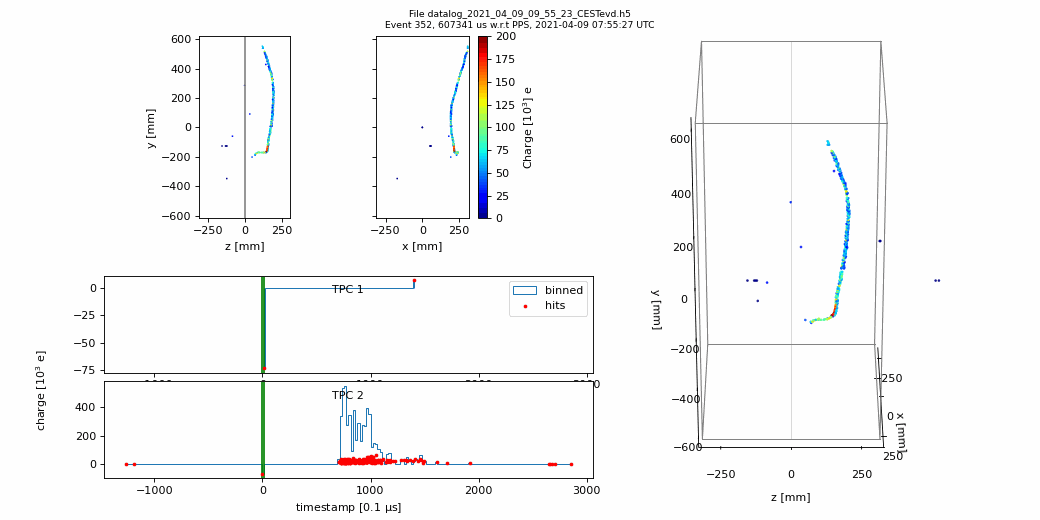 File datalog_2021_04_09_09_55_23_CESTevd.h5
Event 352, 607341 us w.r.t PPS, 2021-04-09 07:55:27 UTC
600
400
200
0
−200
−400
−600
y [mm]
−250 0 250
z [mm]
−250 0 250
x [mm]
200
175
150
125
100
75
50
25
0
Charge [10³] e
TPC 1
binned
hits
0
−25
−50
−75
−1000 0 1000 2000 3000
TPC 2
400
200
0
−1000 0 1000 2000 3000
charge [10³ e]
timestamp [0.1 μs]
600
400
200
0
−200
−400
−600
y [mm]
−250 0 250
z [mm]
−250
0
250
x [mm]